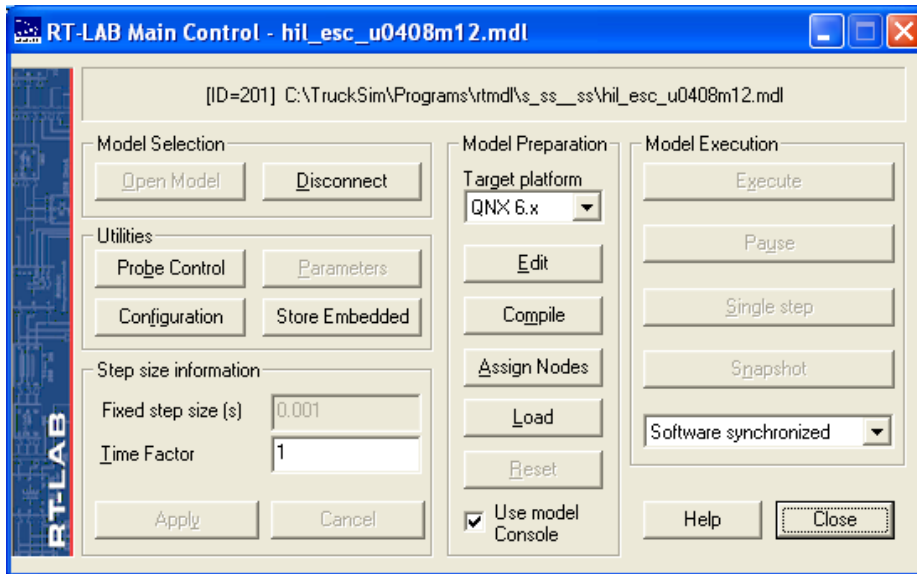 RT-LAB Main Control - hil_esc_u0408m12.mdl
[ID=201] C:\TruckSim\Programs\rtmdl\s_ss__ss\hil_esc_u0408m12.mdl
Model Selection
Open Model
Disconnect
Utilities
Probe Control
Parameters
Configuration
Store Embedded
Step size information
Fixed step size (s)
0.001
Time Factor
1
Apply
Cancel
Model Preparation
Target platform
QNX 6.x
Edit
Compile
Assign Nodes
Load
Reset
Use model
Console
Model Execution
Execute
Pause
Single step
Snapshot
Software synchronized
Help
Close
RT-LAB